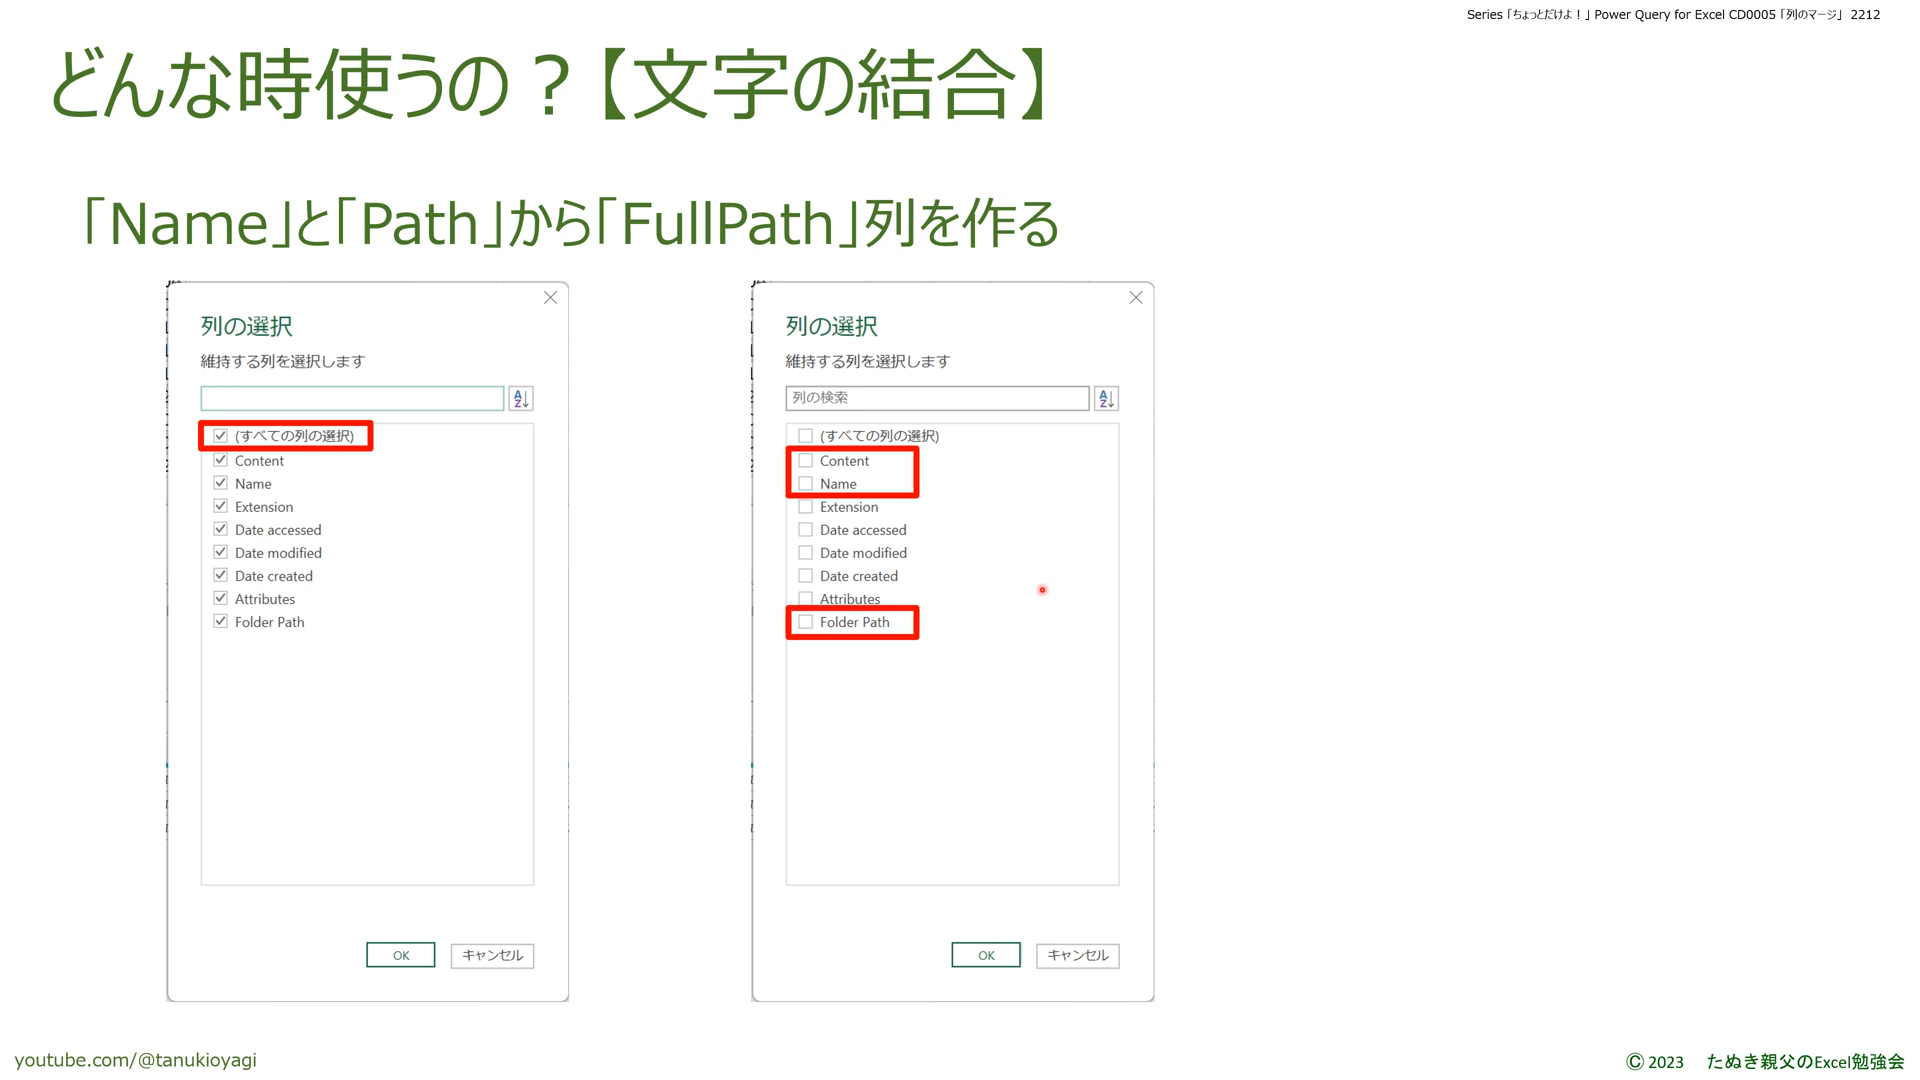 Series「ちょっとだけよ！」Power Query for Excel CD0005「列のマージ」 2212
どんな時使うの？【文字の結合】
「Name」と「Path」から「FullPath」列を作る
列の選択
維持する列を選択します
(すべての列の選択)
Content
Name
Extension
Date accessed
Date modified
Date created
Attributes
Folder Path
OK
キャンセル
列の選択
維持する列を選択します
列の検索
(すべての列の選択)
Content
Name
Extension
Date accessed
Date modified
Date created
Attributes
Folder Path
OK
キャンセル
youtube.com/@tanukioyagi
© 2023 たぬき親父のExcel勉強会